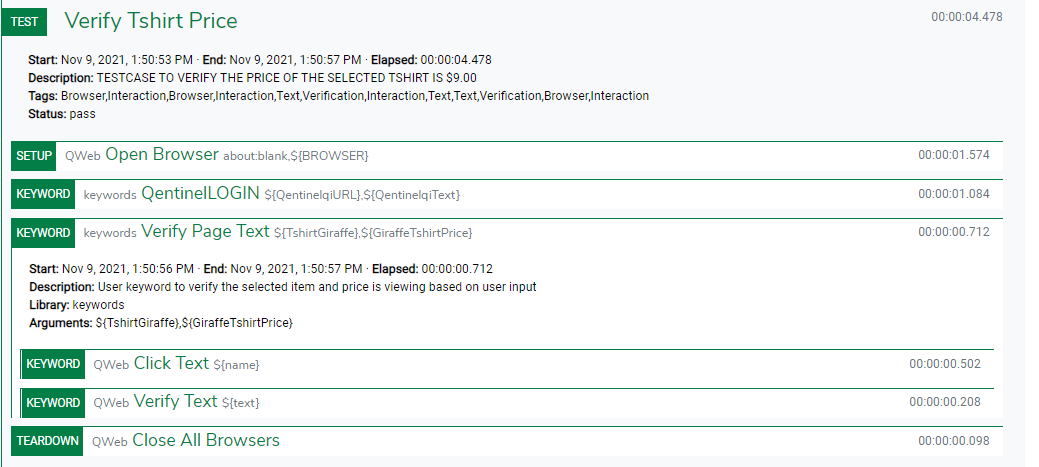 TEST Verify Tshirt Price 00:00:04.478
Start: Nov 9, 2021, 1:50:53 PM · End: Nov 9, 2021, 1:50:57 PM · Elapsed: 00:00:04.478
Description: TESTCASE TO VERIFY THE PRICE OF THE SELECTED TSHIRT IS $9.00
Tags: Browser,Interaction,Browser,Interaction,Text,Verification,Interaction,Text,Text,Verification,Browser,Interaction
Status: pass
SETUP QWeb Open Browser about:blank,${BROWSER} 00:00:01.574
KEYWORD keywords QentinelLOGIN ${QentinelqiURL},${QentinelqiText} 00:00:01.084
KEYWORD keywords Verify Page Text ${TshirtGiraffe},${GiraffeTshirtPrice} 00:00:00.712
Start: Nov 9, 2021, 1:50:56 PM · End: Nov 9, 2021, 1:50:57 PM · Elapsed: 00:00:00.712
Description: User keyword to verify the selected item and price is viewing based on user input
Library: keywords
Arguments: ${TshirtGiraffe},${GiraffeTshirtPrice}
KEYWORD QWeb Click Text ${name} 00:00:00.502
KEYWORD QWeb Verify Text ${text} 00:00:00.208
TEARDOWN QWeb Close All Browsers 00:00:00.098